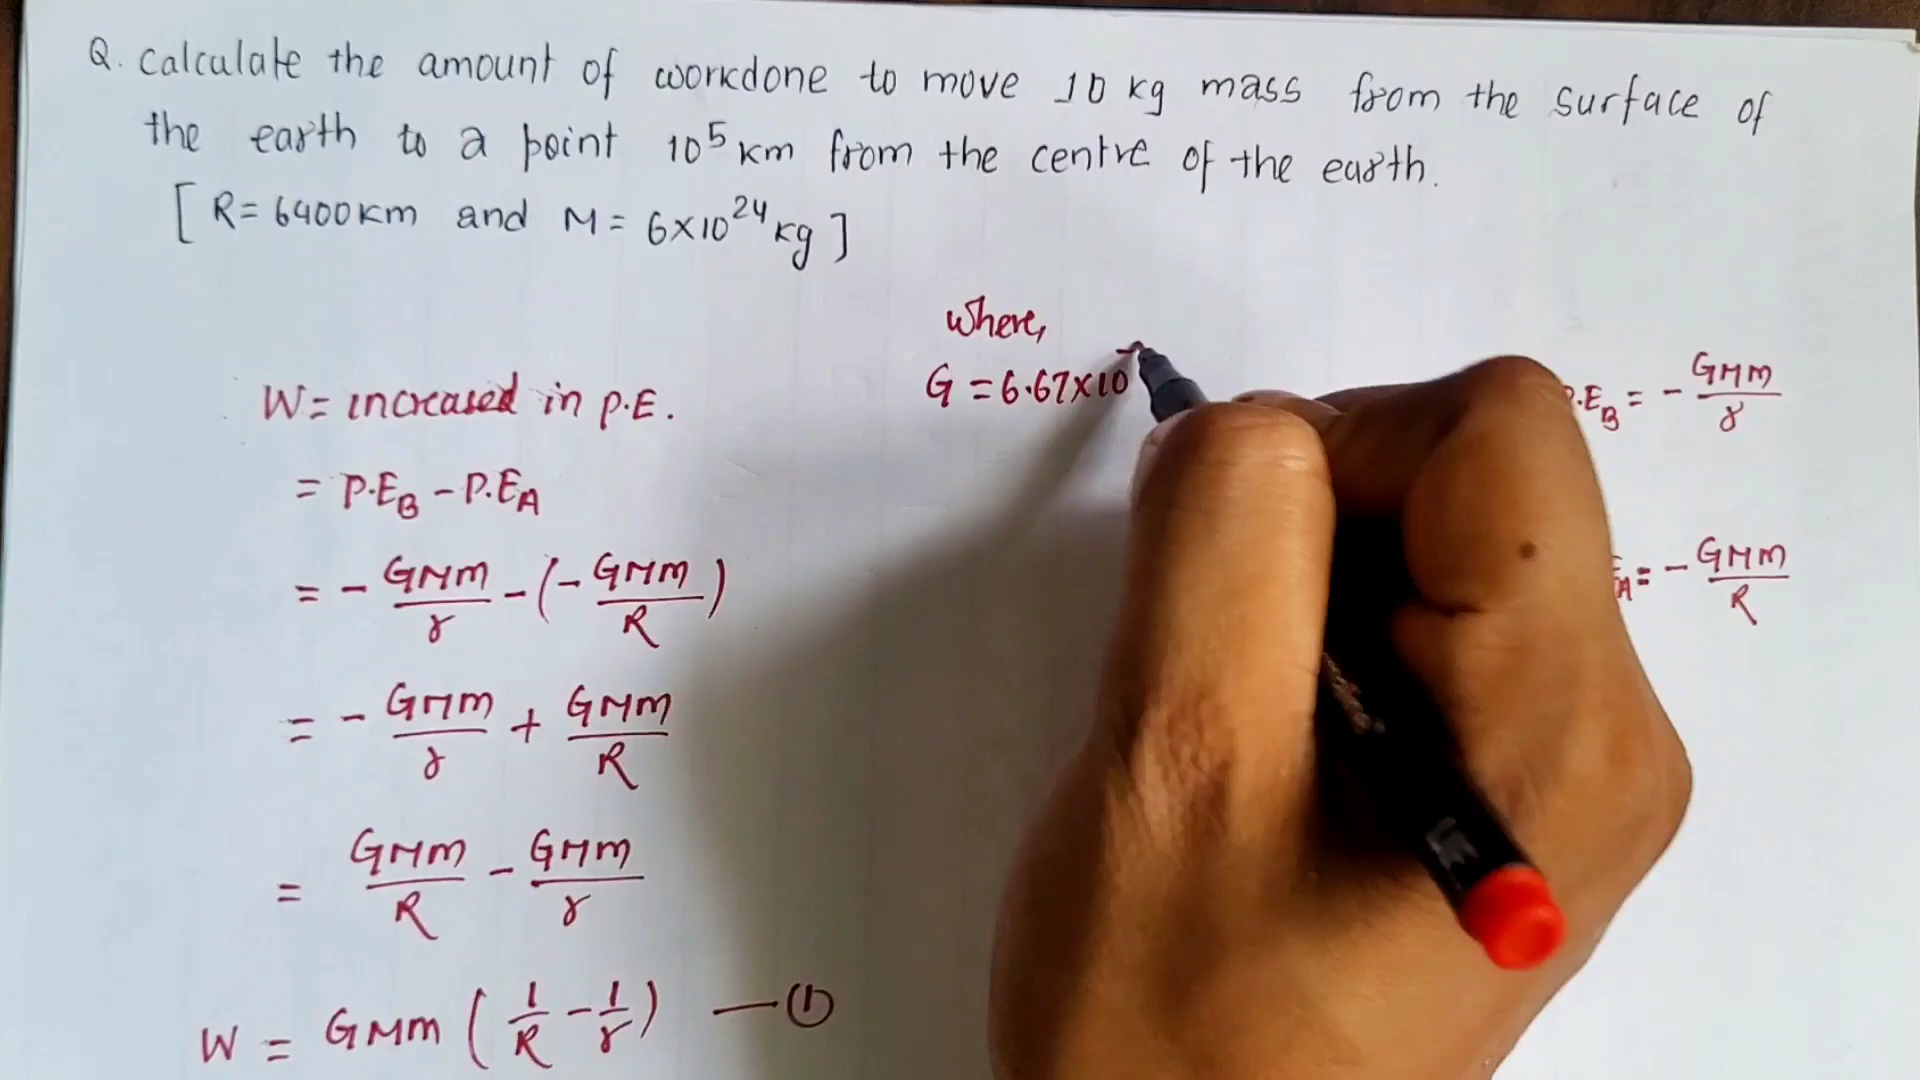 Q. Calculate the amount of workdone to move 10 kg mass from the surface of
the earth to a point 10⁵ km from the centre of the earth.
[ R = 6400 km and M = 6×10²⁴ kg ]
Where,
G = 6.67×10⁻
W = increased in P.E.
= P.E_B - P.E_A
= - GMm/r - (- GMm/R)
= - GMm/r + GMm/R
= GMm/R - GMm/r
W = GMm ( 1/R - 1/r ) — ①
.E_B = - GMm/r
_A = - GMm/R